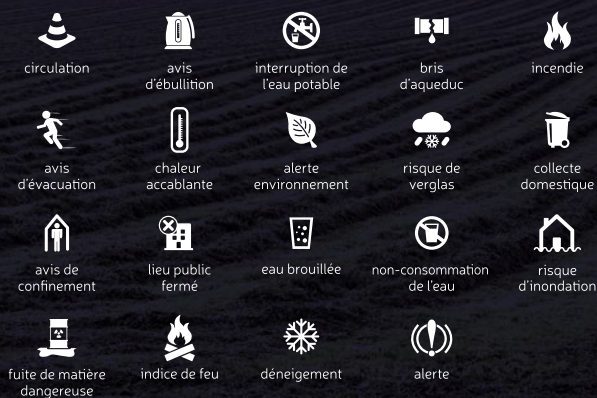 circulation
avis
d'ébullition
interruption de
l'eau potable
bris
d'aqueduc
incendie
avis
d'évacuation
chaleur
accablante
alerte
environnement
risque de
verglas
collecte
domestique
avis de
confinement
lieu public
fermé
eau brouillée
non-consommation
de l'eau
risque
d'inondation
fuite de matière
dangereuse
indice de feu
déneigement
alerte